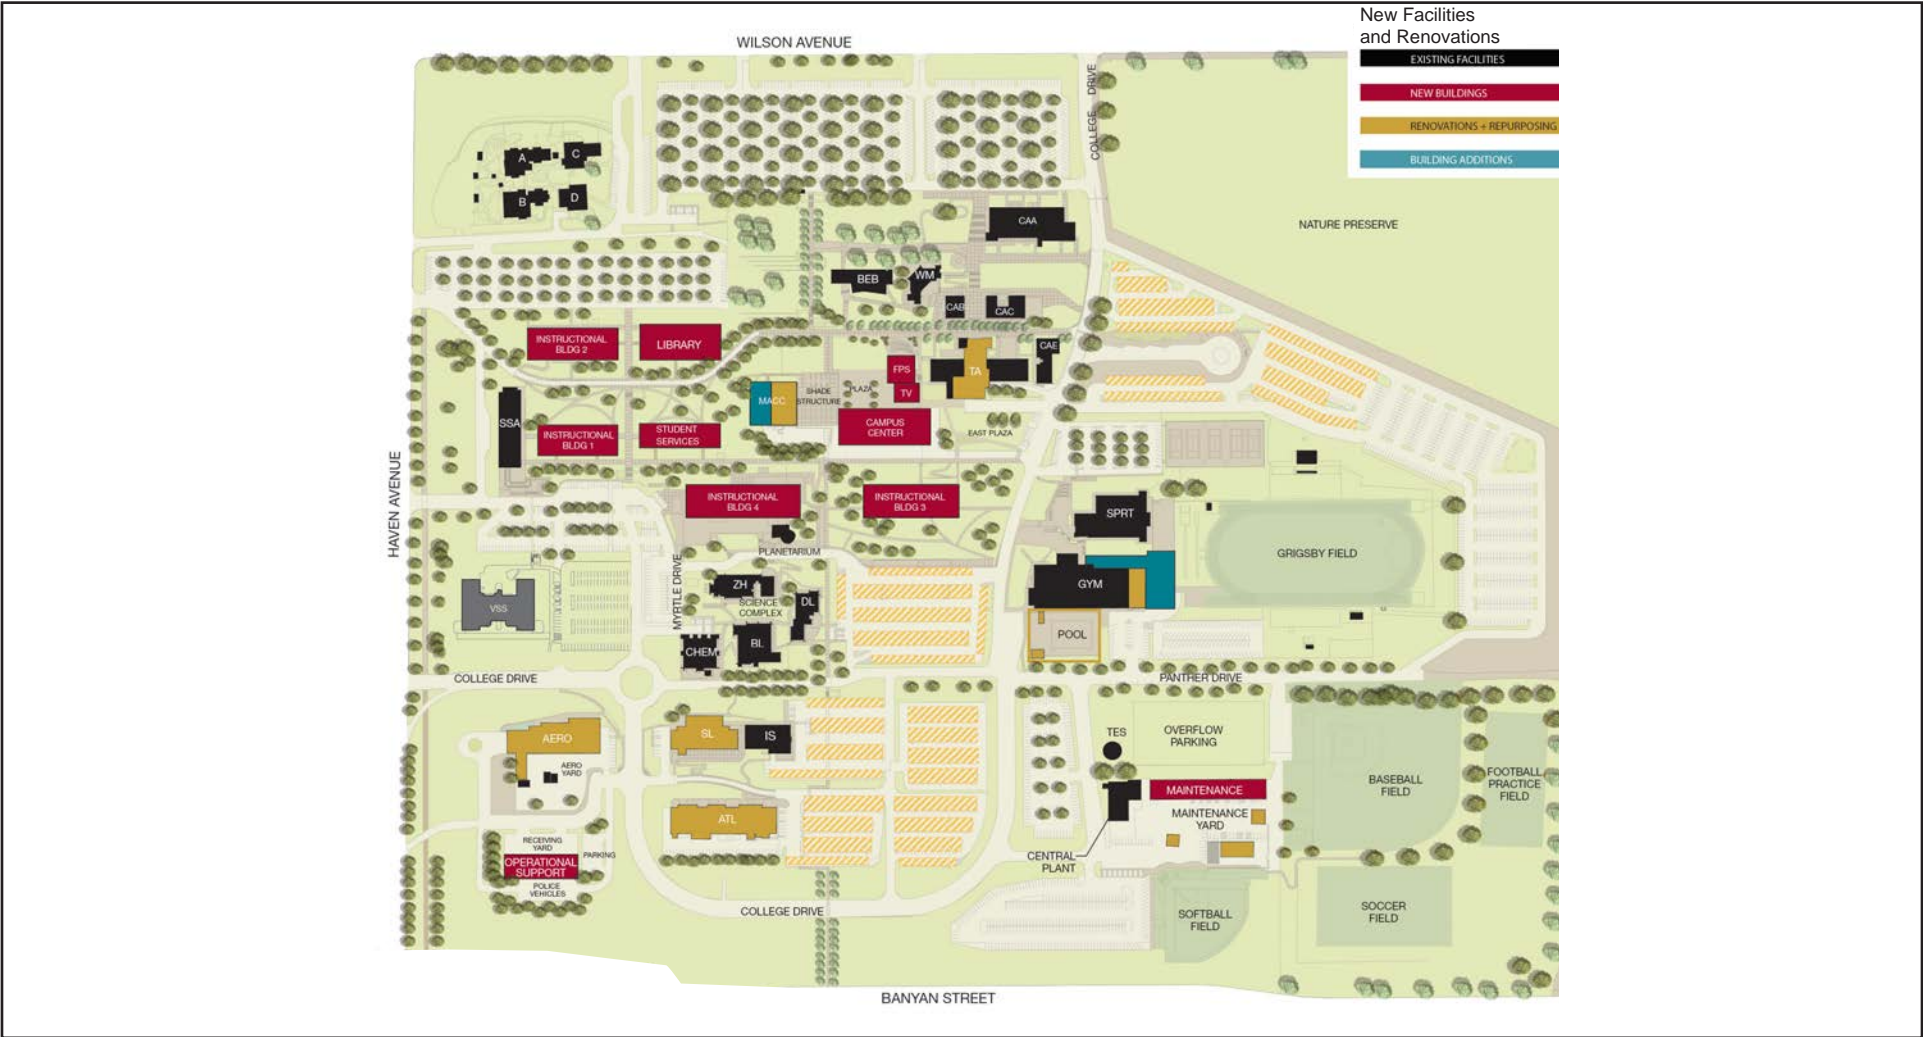 New Facilities
and Renovations
EXISTING FACILITIES
NEW BUILDINGS
RENOVATIONS + REPURPOSING
BUILDING ADDITIONS
WILSON AVENUE
COLLEGE DRIVE
A
C
B
D
CAA
NATURE PRESERVE
BEB
WM
CAB
CAC
INSTRUCTIONAL
BLDG 2
LIBRARY
CAE
FPS
TA
TV
MACC
SHADE
STRUCTURE
PLAZA
SSA
INSTRUCTIONAL
BLDG 1
STUDENT
SERVICES
CAMPUS
CENTER
EAST PLAZA
HAVEN AVENUE
INSTRUCTIONAL
BLDG 4
INSTRUCTIONAL
BLDG 3
SPRT
PLANETARIUM
GRIGSBY FIELD
MYRTLE DRIVE
ZH
SCIENCE
COMPLEX
DL
GYM
VSS
BL
CHEM
POOL
COLLEGE DRIVE
PANTHER DRIVE
AERO
SL
IS
TES
OVERFLOW
PARKING
AERO
YARD
BASEBALL
FIELD
FOOTBALL
PRACTICE
FIELD
MAINTENANCE
ATL
MAINTENANCE
YARD
RECEIVING
YARD
PARKING
OPERATIONAL
SUPPORT
CENTRAL
PLANT
POLICE
VEHICLES
COLLEGE DRIVE
SOFTBALL
FIELD
SOCCER
FIELD
BANYAN STREET